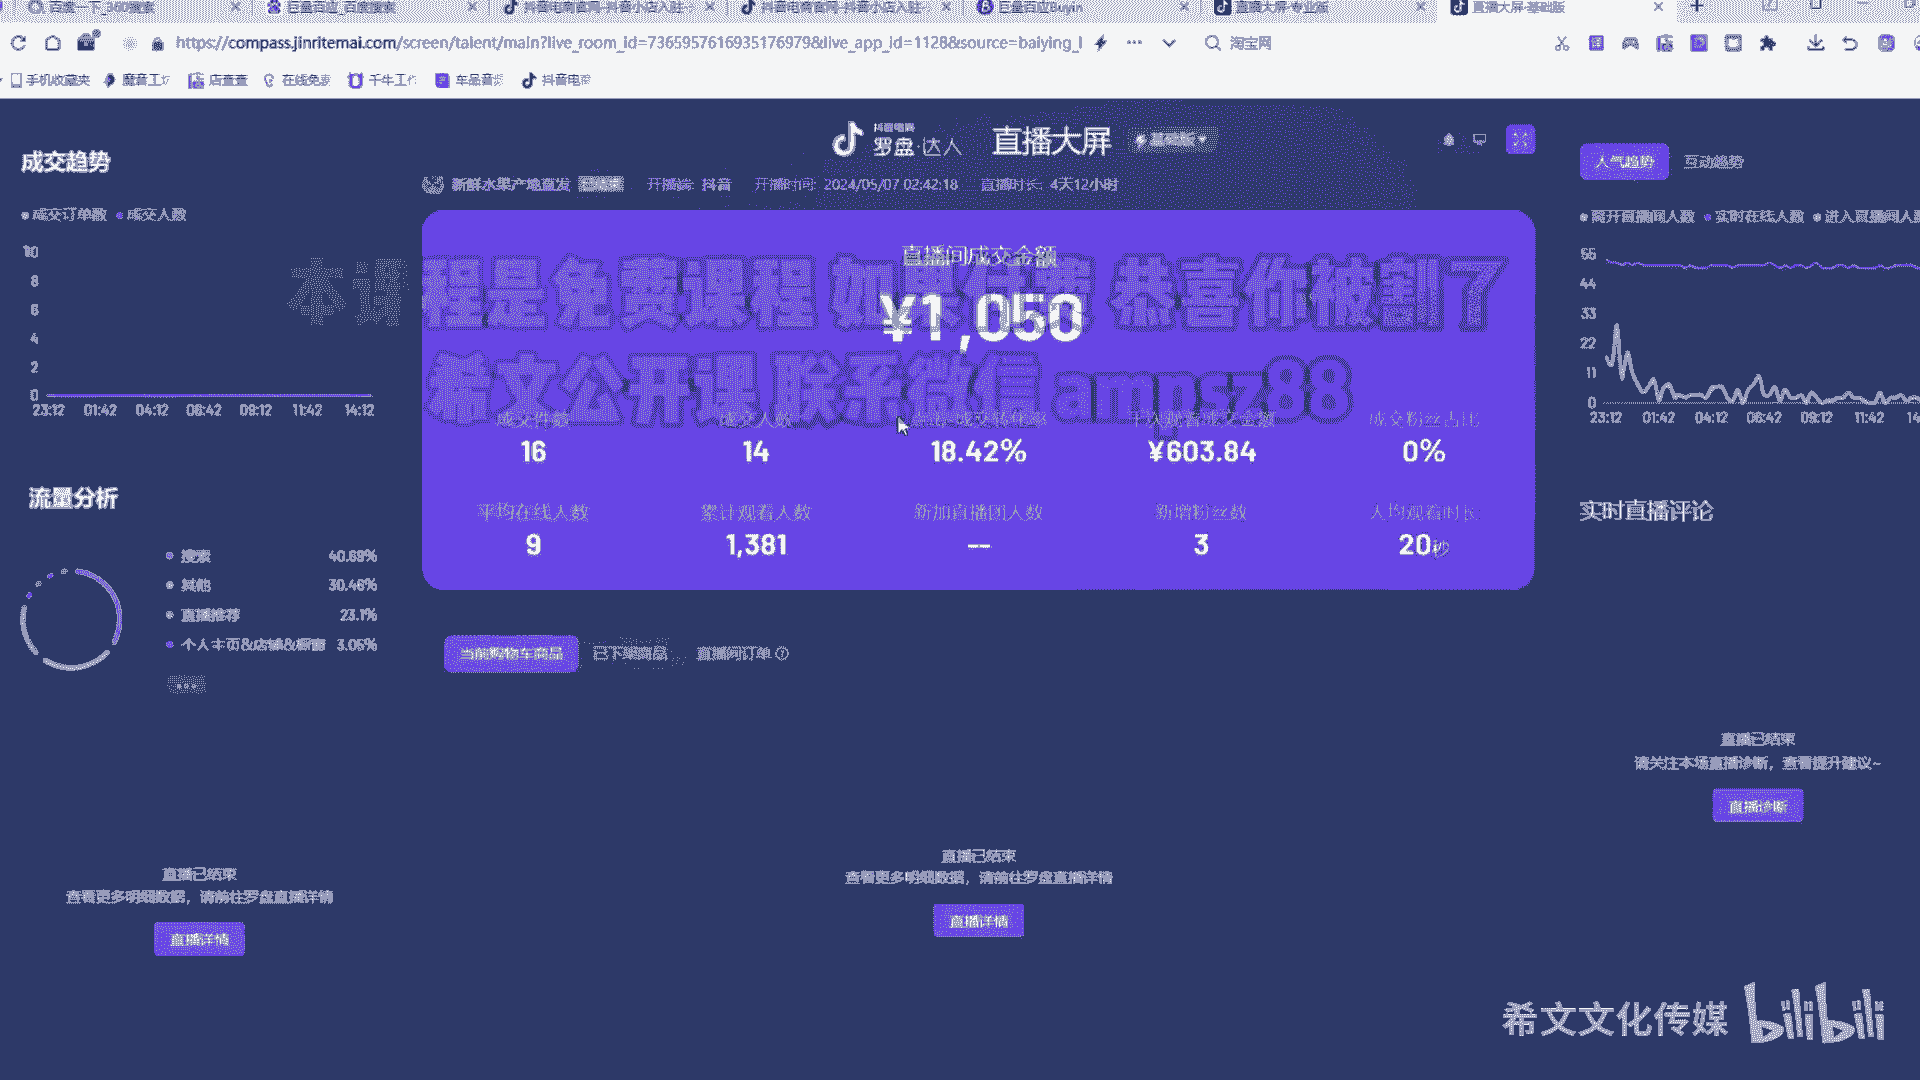 百度一下_360搜索
巨量百应_百度搜索
抖音电商官网-抖音小店入驻-
抖音电商官网-抖音小店入驻-
巨量百应Buyin
直播大屏-专业版
直播大屏-基础版
https://compass.jinritemai.com/screen/talent/main?live_room_id=7365957616935176979&live_app_id=1128&source=baiying_l
淘宝网
手机收藏夹
魔音工坊
店查查
在线免
千牛工作
车品音频
抖音电商
抖音电商
罗盘·达人
直播大屏
基础版
新鲜水果产地直发 已结束 开播端：抖音 开播时间：2024/05/07 02:42:18 直播时长：4天12小时
成交趋势
成交订单数 成交人数
10
8
6
4
2
0
23:12 01:42 04:12 06:42 09:12 11:42 14:12
直播间成交金额
¥1,050
本课程是免费课程 如果付费 恭喜你被割了
希文公开课 联系微信 ampsz88
成交件数
16
成交人数
14
成交转化率
18.42%
千次观看成交金额
¥603.84
成交粉丝占比
0%
平均在线人数
9
累计观看人数
1,381
新加直播团人数
--
新增粉丝数
3
人均观看时长
20秒
人气趋势 互动趋势
离开直播间人数 实时在线人数 进入直播间人数
55
44
33
22
11
0
23:12 01:42 04:12 06:42 09:12 11:42 14
流量分析
搜索 40.69%
其他 30.46%
直播推荐 23.1%
个人主页&店铺&橱窗 3.05%
实时直播评论
当前购物车商品 已下架商品 直播间订单
直播已结束
请关注本场直播诊断，查看提升建议~
直播诊断
直播已结束
查看更多明细数据，请前往罗盘直播详情
直播详情
直播已结束
查看更多明细数据，请前往罗盘直播详情
直播详情
希文文化传媒 bilibili